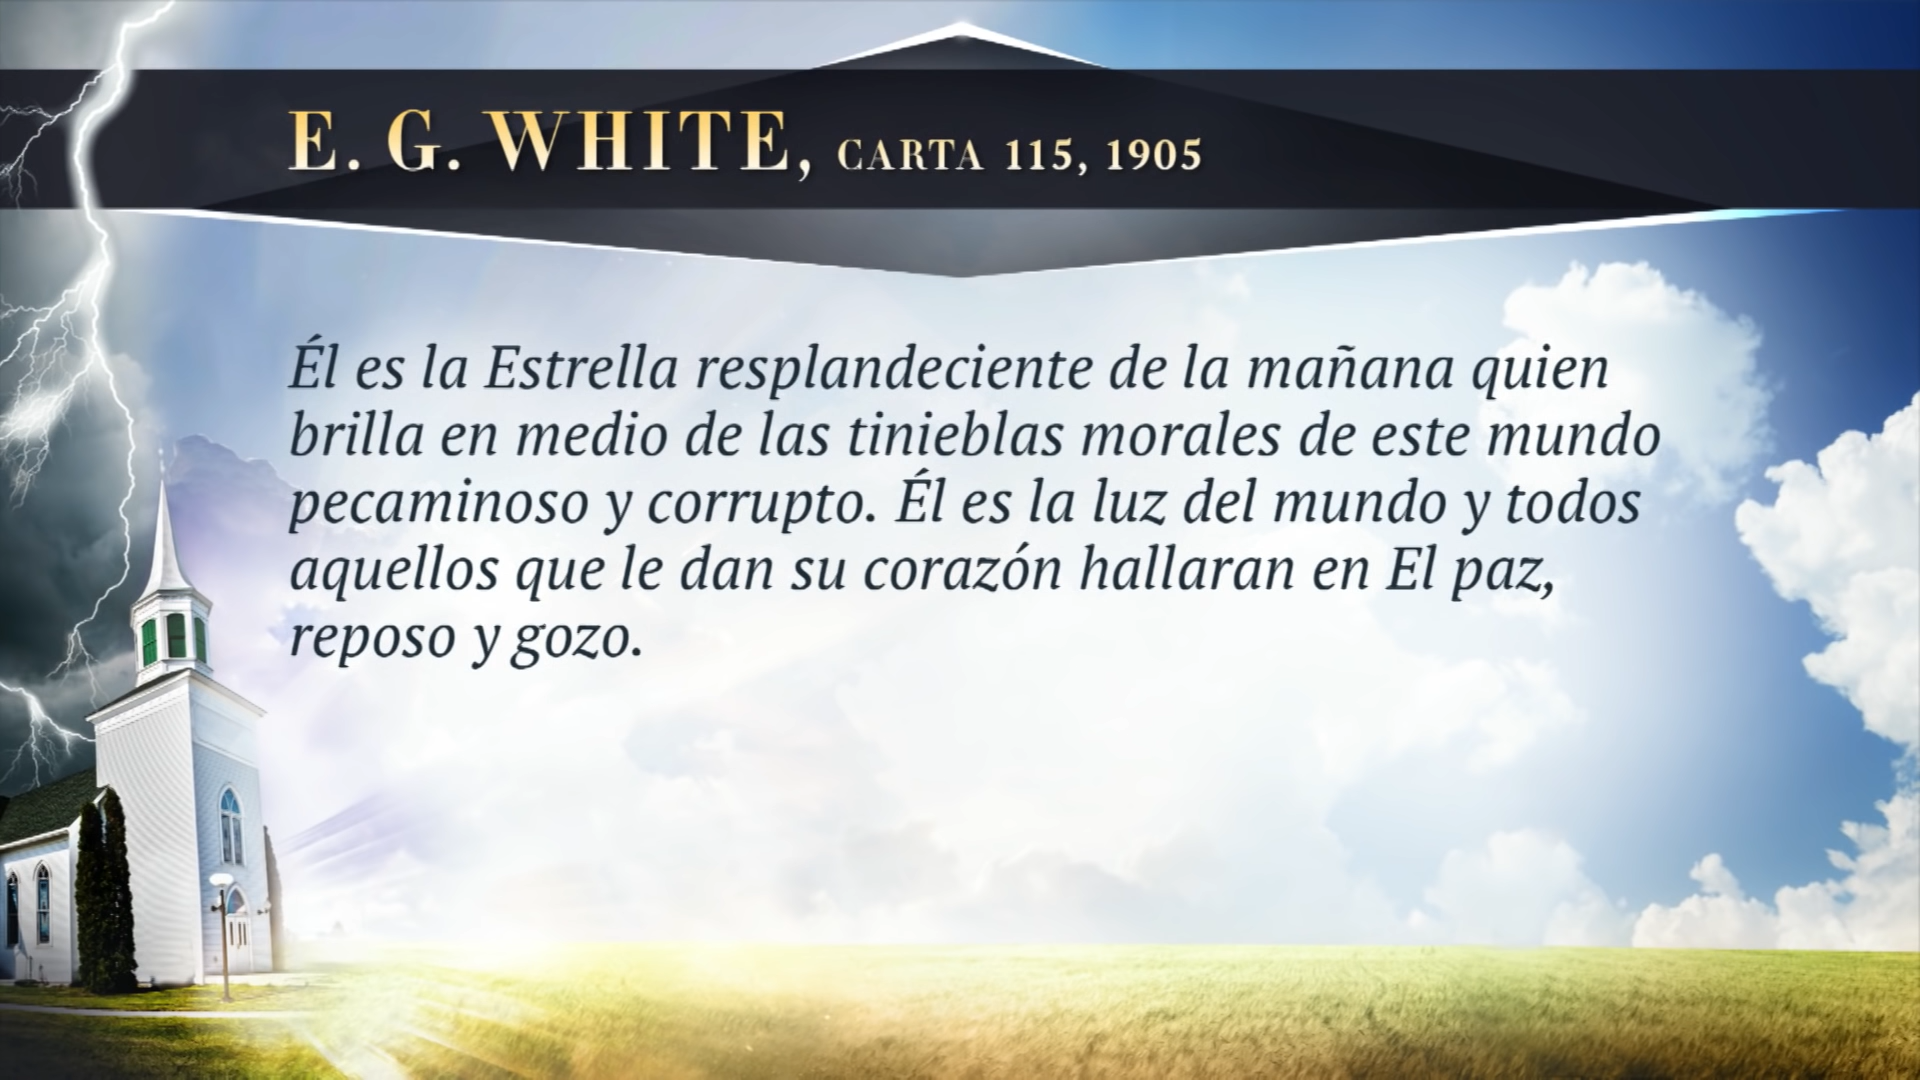 E. G. WHITE, CARTA 115, 1905
Él es la Estrella resplandeciente de la mañana quien
brilla en medio de las tinieblas morales de este mundo
pecaminoso y corrupto. Él es la luz del mundo y todos
aquellos que le dan su corazón hallaran en El paz,
reposo y gozo.